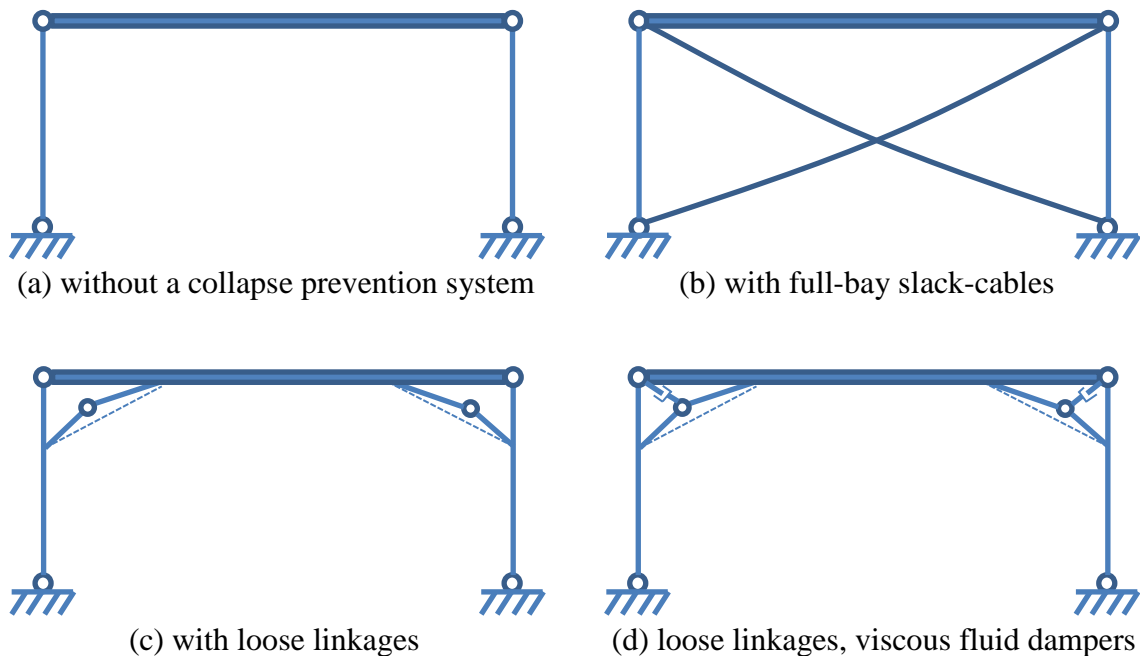 (a) without a collapse prevention system
(b) with full-bay slack-cables
(c) with loose linkages
(d) loose linkages, viscous fluid dampers